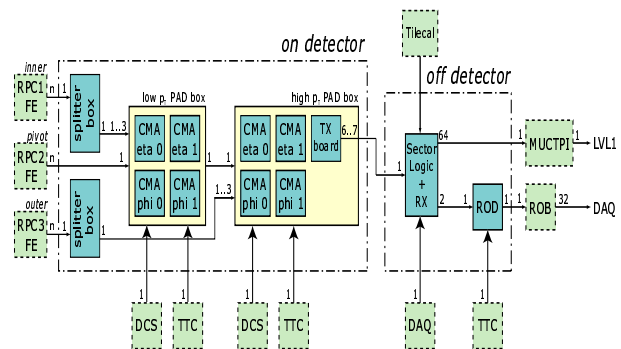 on detector
off detector
Tilecal
inner
RPC1
FE
n
1
splitter
box
1
1..3
low pT PAD box
CMA
eta 0
CMA
eta 1
CMA
phi 0
CMA
phi 1
high pT PAD box
CMA
eta 0
CMA
eta 1
TX
board
CMA
phi 0
CMA
phi 1
6..7
pivot
RPC2
FE
n
1
1
1
1..3
outer
RPC3
FE
n
1
splitter
box
1
1
Sector
Logic
+
RX
64
1
MUCTPI
1
LVL1
2
1
ROD
1
1
ROB
32
DAQ
1
DCS
1
TTC
1
DCS
1
TTC
1
DAQ
1
TTC